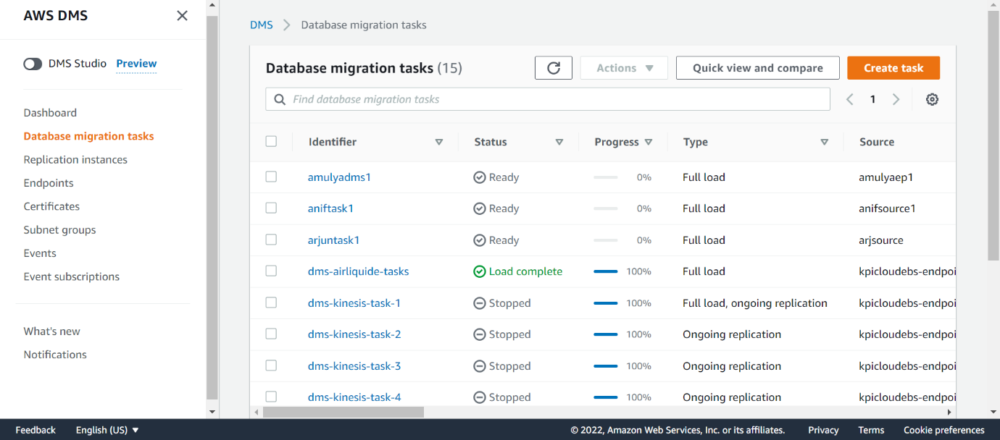 AWS DMS
DMS Studio Preview
Dashboard
Database migration tasks
Replication instances
Endpoints
Certificates
Subnet groups
Events
Event subscriptions
What's new
Notifications
DMS Database migration tasks
Database migration tasks (15) Actions Quick view and compare Create task
Find database migration tasks 1
Identifier Status Progress Type Source
amulyadms1 Ready 0% Full load amulyaep1
aniftask1 Ready 0% Full load anifsource1
arjuntask1 Ready 0% Full load arjsource
dms-airliquide-tasks Load complete 100% Full load kpicloudebs-endpoi
dms-kinesis-task-1 Stopped 100% Full load, ongoing replication kpicloudebs-endpoi
dms-kinesis-task-2 Stopped 100% Ongoing replication kpicloudebs-endpoi
dms-kinesis-task-3 Stopped 100% Ongoing replication kpicloudebs-endpoi
dms-kinesis-task-4 Stopped 100% Ongoing replication kpicloudebs-endpoi
Feedback English (US) © 2022, Amazon Web Services, Inc. or its affiliates. Privacy Terms Cookie preferences